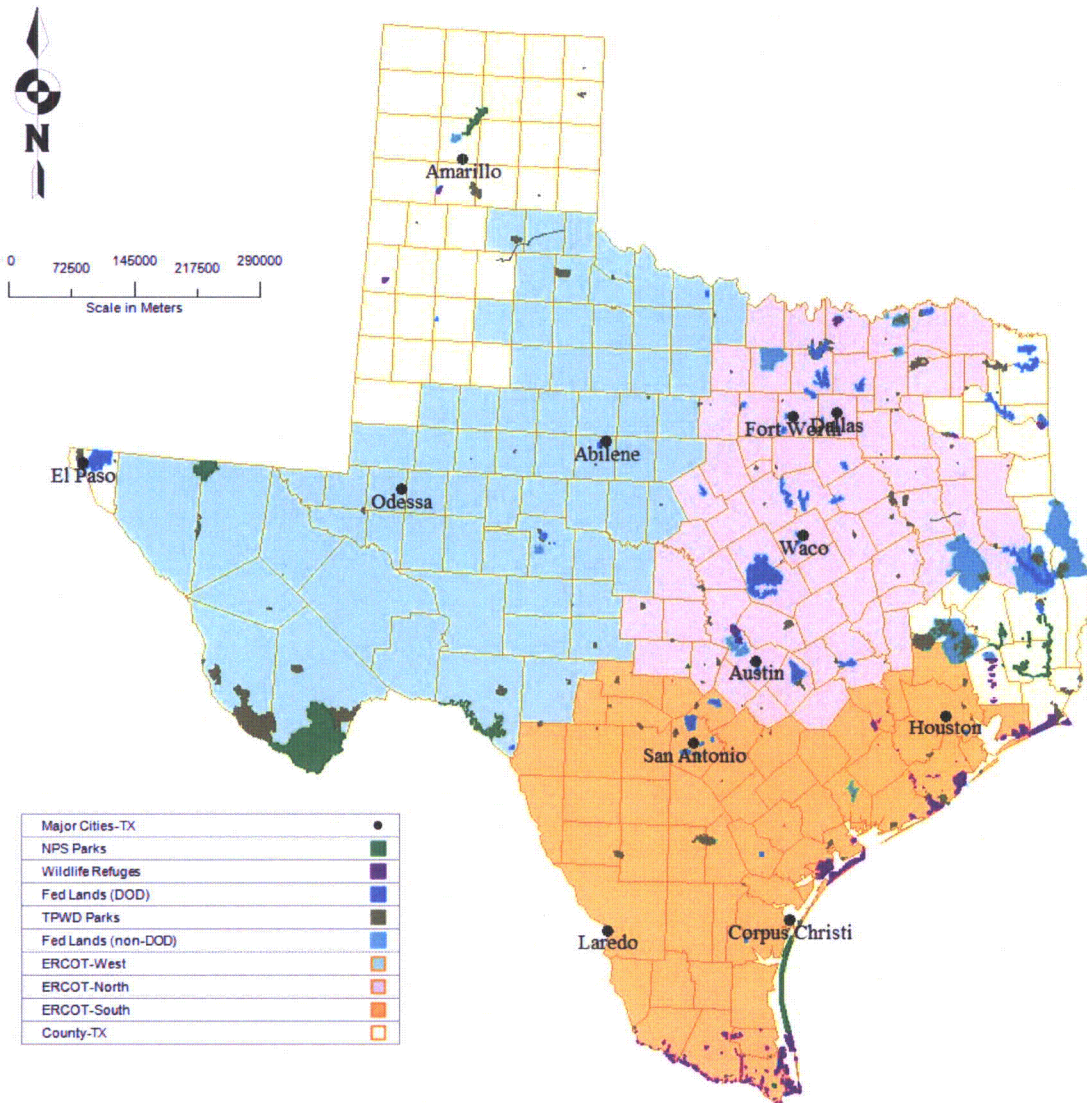 N
Amarillo
0 72500 145000 217500 290000
Scale in Meters
Fort Worth Dallas
Abilene
El Paso
Odessa
Waco
Austin
Houston
San Antonio
Laredo
Corpus Christi
Major Cities-TX
NPS Parks
Wildlife Refuges
Fed Lands (DOD)
TPWD Parks
Fed Lands (non-DOD)
ERCOT-West
ERCOT-North
ERCOT-South
County-TX